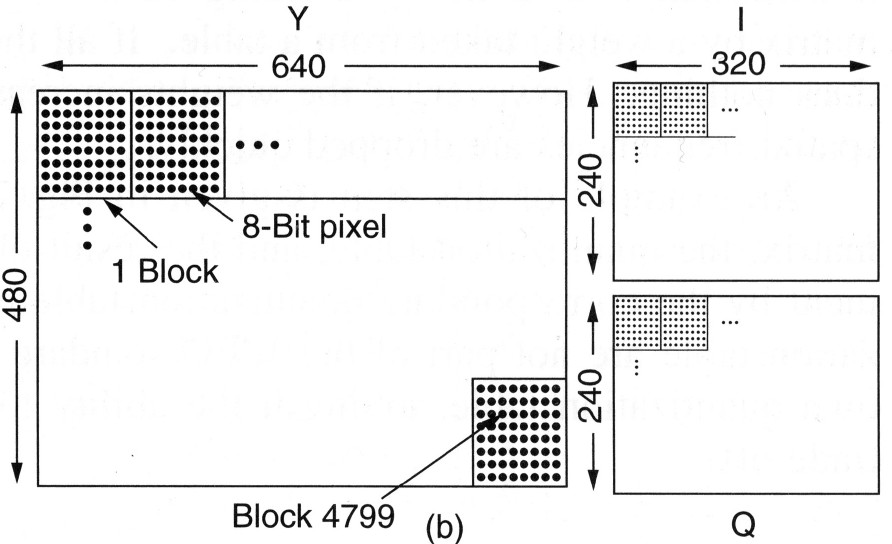 Y
640
I
320
480
240
8-Bit pixel
1 Block
240
Block 4799
(b)
Q